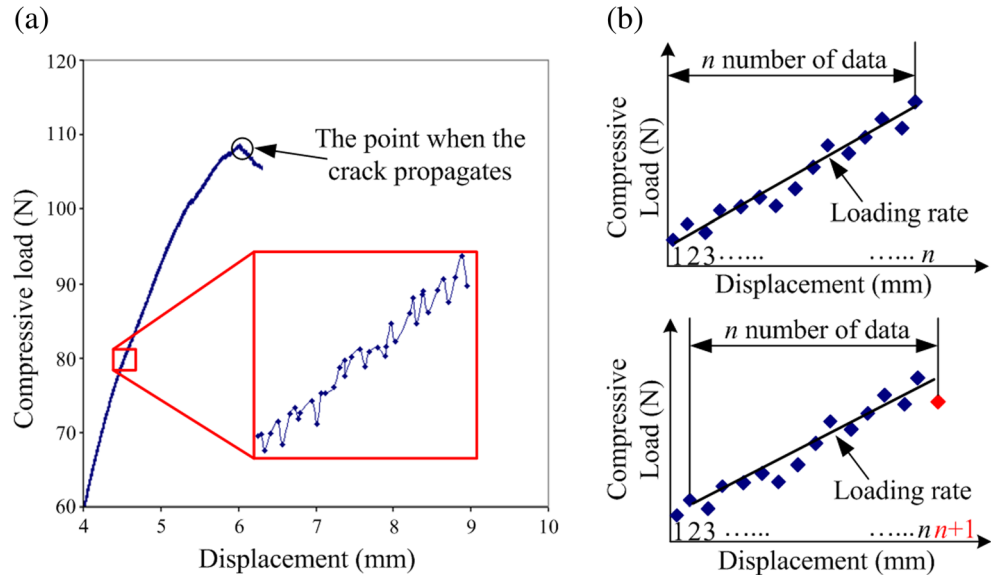 (a)
120
110
100
90
80
70
60
4
5
6
7
8
9
10
Compressive load (N)
Displacement (mm)
The point when the
crack propagates
(b)
n number of data
Compressive
Load (N)
Loading rate
123 ...... ...... n
Displacement (mm)
n number of data
Compressive
Load (N)
Loading rate
123 ...... ...... n n+1
Displacement (mm)